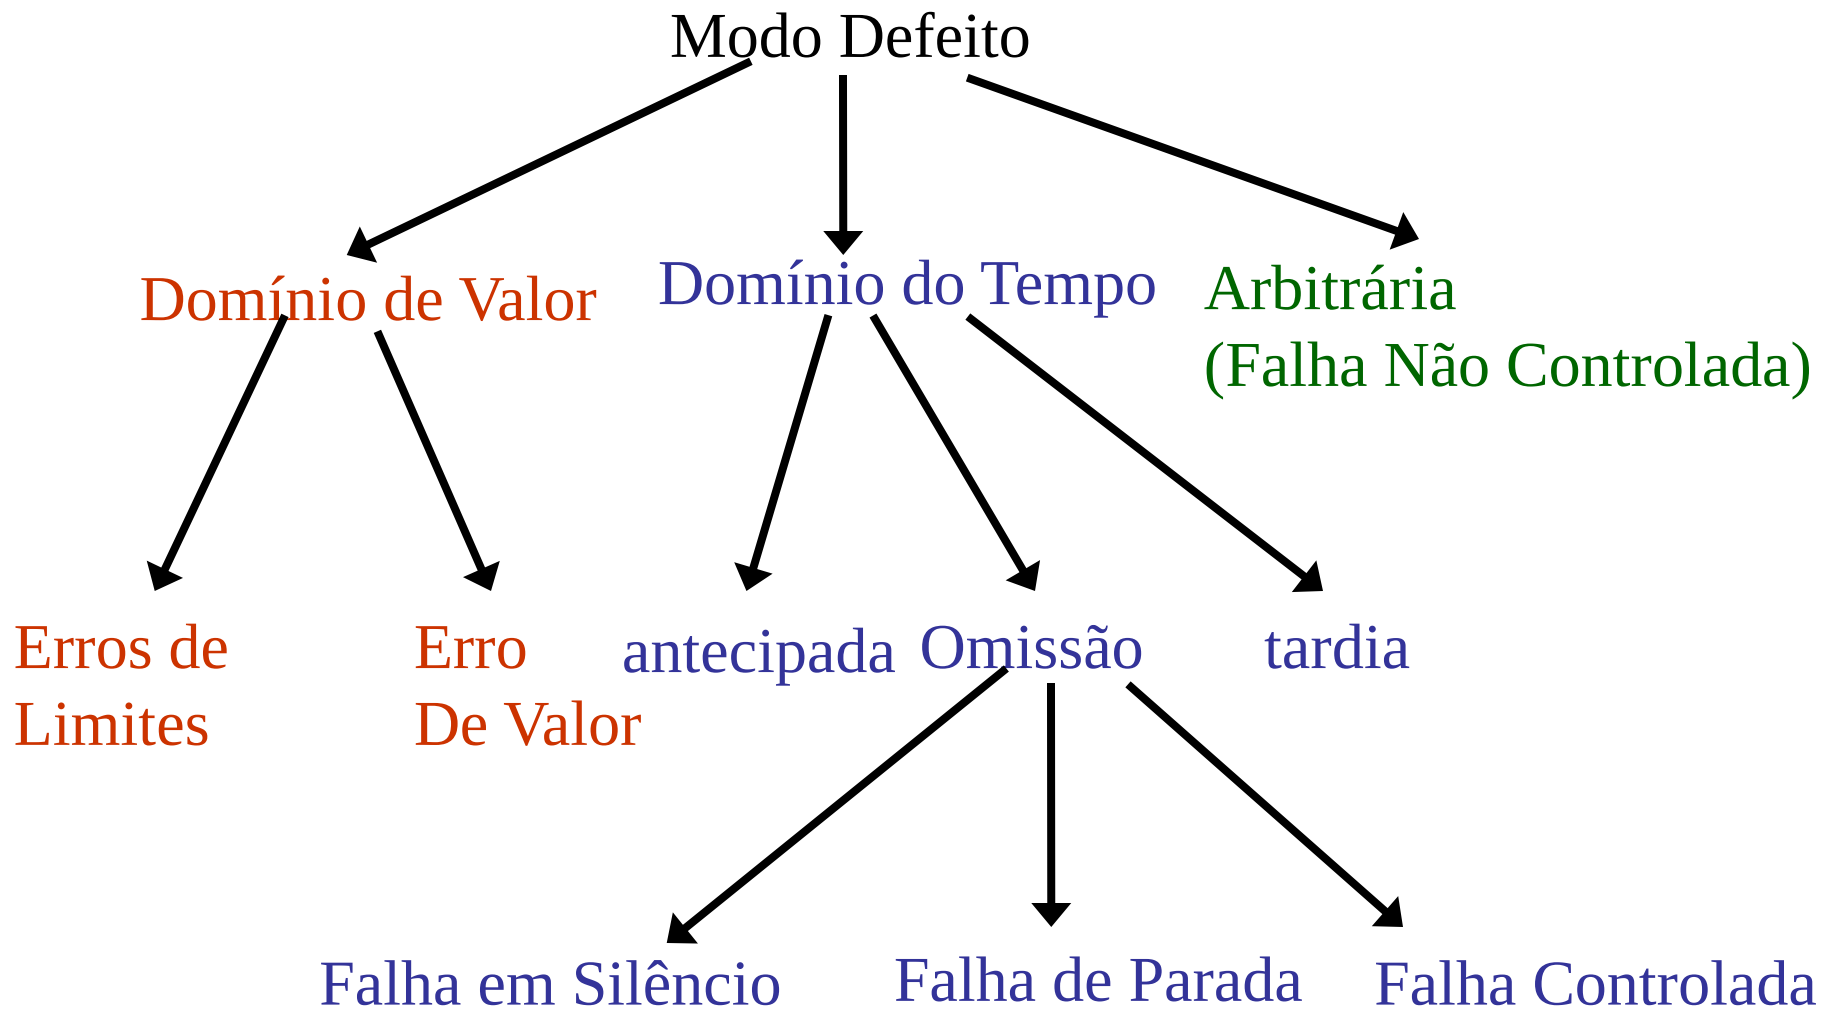 Modo Defeito
Domínio de Valor
Domínio do Tempo
Arbitrária
(Falha Não Controlada)
Erros de
Limites
Erro
De Valor
antecipada
Omissão
tardia
Falha em Silêncio
Falha de Parada
Falha Controlada